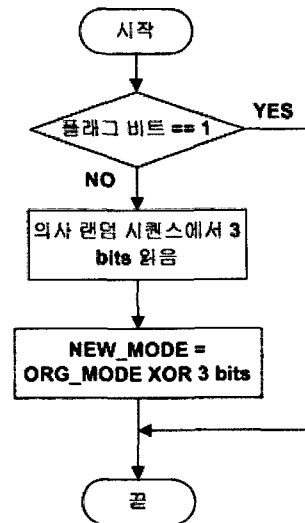 시작
플래그 비트 == 1
YES
NO
의사 랜덤 시퀀스에서 3
bits 읽음
NEW_MODE =
ORG_MODE XOR 3 bits
끝